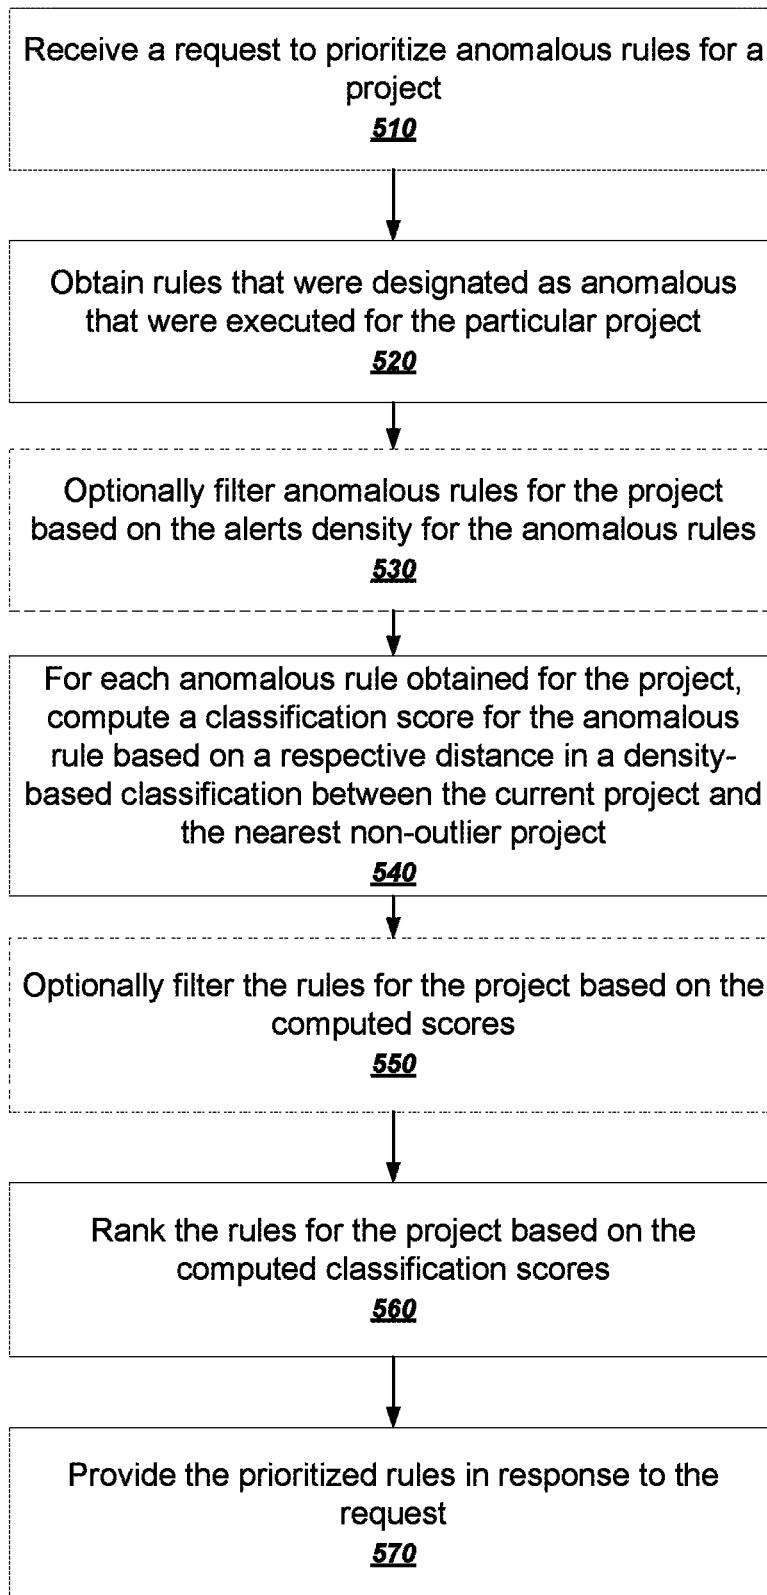 Receive a request to prioritize anomalous rules for a
project
510
Obtain rules that were designated as anomalous
that were executed for the particular project
520
Optionally filter anomalous rules for the project
based on the alerts density for the anomalous rules
530
For each anomalous rule obtained for the project,
compute a classification score for the anomalous
rule based on a respective distance in a density-
based classification between the current project and
the nearest non-outlier project
540
Optionally filter the rules for the project based on the
computed scores
550
Rank the rules for the project based on the
computed classification scores
560
Provide the prioritized rules in response to the
request
570